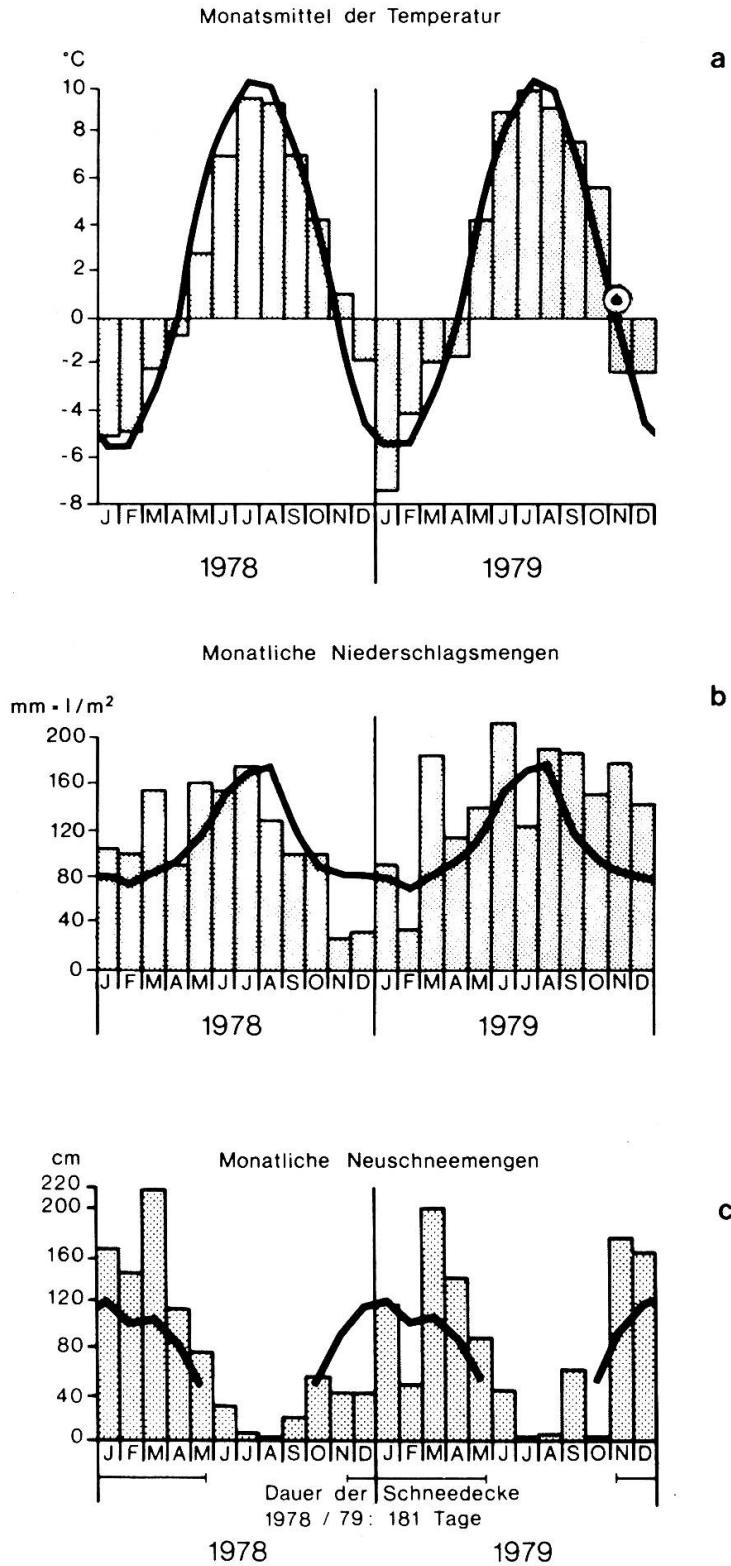 Monatsmittel der Temperatur
°C
a
10
8
6
4
2
0
-2
-4
-6
-8
J F M A M J J A S O N D J F M A M J J A S O N D
1978 1979
Monatliche Niederschlagsmengen
mm = l/m²
b
200
160
120
80
40
0
J F M A M J J A S O N D J F M A M J J A S O N D
1978 1979
cm
Monatliche Neuschneemengen
c
220
200
160
120
80
40
0
J F M A M J J A S O N D J F M A M J J A S O N D
Dauer der Schneedecke
1978 / 79: 181 Tage
1978 1979